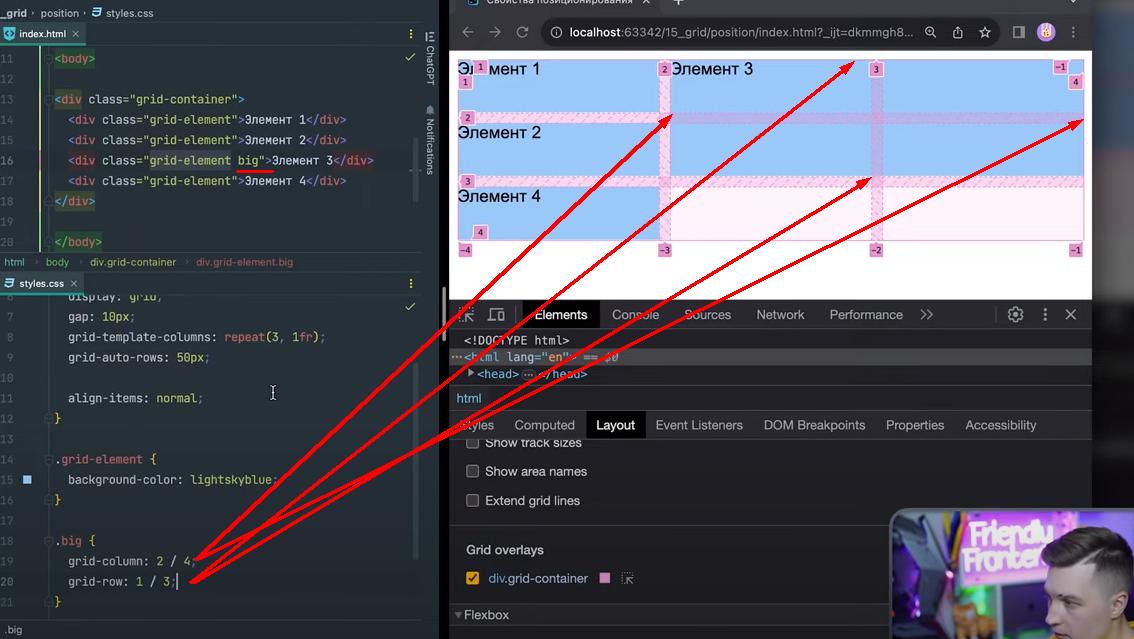 _grid › position › styles.css
index.html ×
11 <body>
12
13 <div class="grid-container">
14 <div class="grid-element">Элемент 1</div>
15 <div class="grid-element">Элемент 2</div>
16 <div class="grid-element big">Элемент 3</div>
17 <div class="grid-element">Элемент 4</div>
18 </div>
19
20 </body>
html › body › div.grid-container › div.grid-element.big
ChatGPT
Notifications
styles.css ×
6 display: grid;
7 gap: 10px;
8 grid-template-columns: repeat(3, 1fr);
9 grid-auto-rows: 50px;
10
11 align-items: normal;
12 }
13
14 .grid-element {
15 background-color: lightskyblue;
16 }
17
18 .big {
19 grid-column: 2 / 4;
20 grid-row: 1 / 3;
21 }
.big
Свойства позиционирования
localhost:63342/15_grid/position/index.html?_ijt=dkmmgh8...
Элемент 1 1 2 Элемент 3 3 −1
1 4
2
Элемент 2
3
Элемент 4
4
−4 −3 −2 −1
Elements Console Sources Network Performance
<!DOCTYPE html>
<html lang="en"> == $0
<head> </head>
html
Styles Computed Layout Event Listeners DOM Breakpoints Properties Accessibility
Show track sizes
Show area names
Extend grid lines
Grid overlays
div.grid-container
Flexbox
Friendly
Fronten